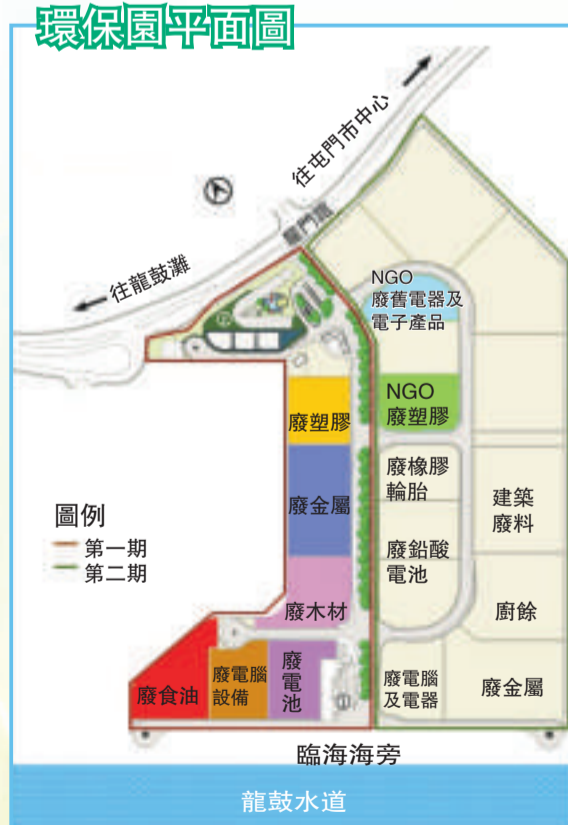 環保園平面圖
往屯門市中心
龍門路
往龍鼓灘
NGO
廢舊電器及
電子產品
廢塑膠
NGO
廢塑膠
廢金屬
廢橡膠
輪胎
建築
廢料
圖例
第一期
第二期
廢鉛酸
電池
廢木材
廚餘
廢食油
廢電腦
設備
廢
電
池
廢電腦
及電器
廢金屬
臨海海旁
龍鼓水道